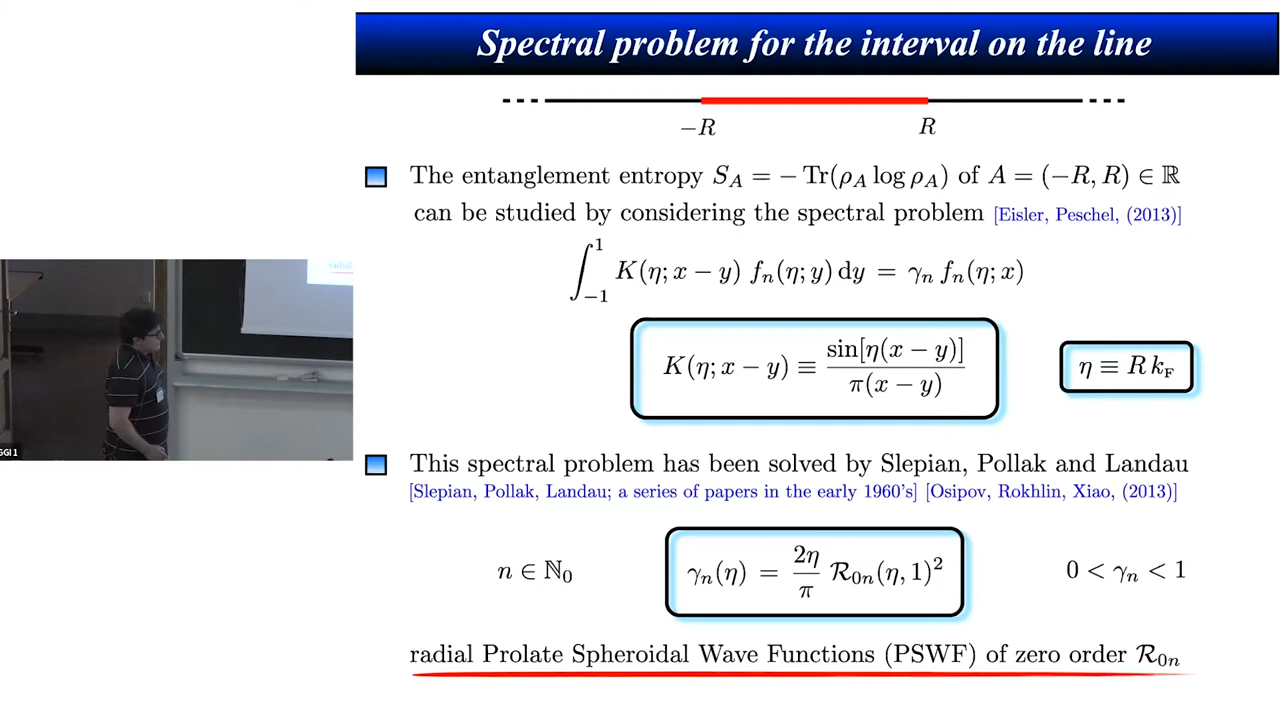 Spectral problem for the interval on the line
−R R
The entanglement entropy S_A = − Tr(ρ_A log ρ_A) of A = (−R, R) ∈ ℝ
can be studied by considering the spectral problem [Eisler, Peschel, (2013)]
∫_{−1}^{1} K(η; x − y) f_n(η; y) dy = γ_n f_n(η; x)
K(η; x − y) ≡ sin[η(x − y)] / π(x − y) η ≡ R k_F
This spectral problem has been solved by Slepian, Pollak and Landau
[Slepian, Pollak, Landau; a series of papers in the early 1960's] [Osipov, Rokhlin, Xiao, (2013)]
n ∈ ℕ₀ γ_n(η) = 2η/π 𝓡_{0n}(η, 1)² 0 < γ_n < 1
radial Prolate Spheroidal Wave Functions (PSWF) of zero order 𝓡_{0n}
radial
GGI 1